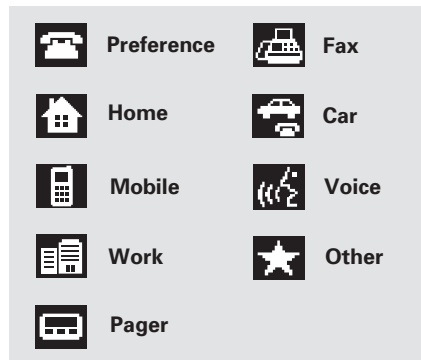 Preference
Fax
Home
Car
Mobile
Voice
Work
Other
Pager